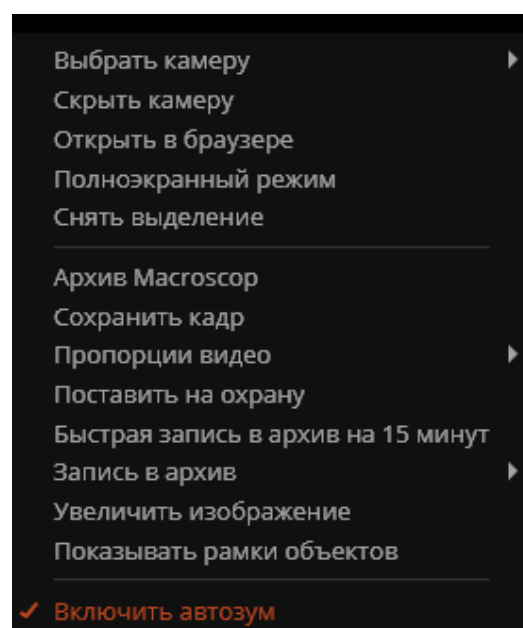 Выбрать камеру
Скрыть камеру
Открыть в браузере
Полноэкранный режим
Снять выделение
Архив Macroscop
Сохранить кадр
Пропорции видео
Поставить на охрану
Быстрая запись в архив на 15 минут
Запись в архив
Увеличить изображение
Показывать рамки объектов
Включить автозум